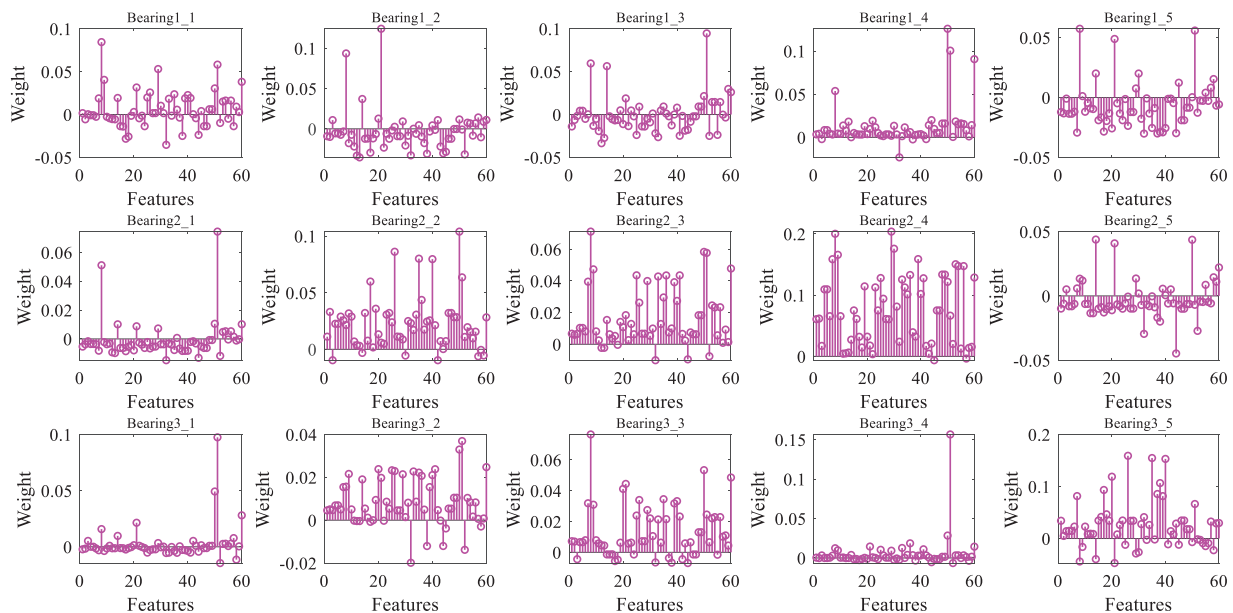 Bearing1_1 Bearing1_2 Bearing1_3 Bearing1_4 Bearing1_5
0.1 0.1 0.1 0.1 0.05
0.05 0.05 0.05 0.05 0
0 0 0 0 -0.05
-0.05 -0.05
Weight Weight Weight Weight Weight
0 20 40 60 0 20 40 60 0 20 40 60 0 20 40 60 0 20 40 60
Features Features Features Features Features
Bearing2_1 Bearing2_2 Bearing2_3 Bearing2_4 Bearing2_5
0.06 0.1 0.06 0.2 0.05
0.04 0.05 0.04 0.1 0
0.02 0 0.02 0 -0.05
0 0
Weight Weight Weight Weight Weight
0 20 40 60 0 20 40 60 0 20 40 60 0 20 40 60 0 20 40 60
Features Features Features Features Features
Bearing3_1 Bearing3_2 Bearing3_3 Bearing3_4 Bearing3_5
0.1 0.04 0.06 0.15 0.2
0.05 0.02 0.04 0.1 0.1
0 0 0.02 0.05 0
-0.02 0 0
Weight Weight Weight Weight Weight
0 20 40 60 0 20 40 60 0 20 40 60 0 20 40 60 0 20 40 60
Features Features Features Features Features